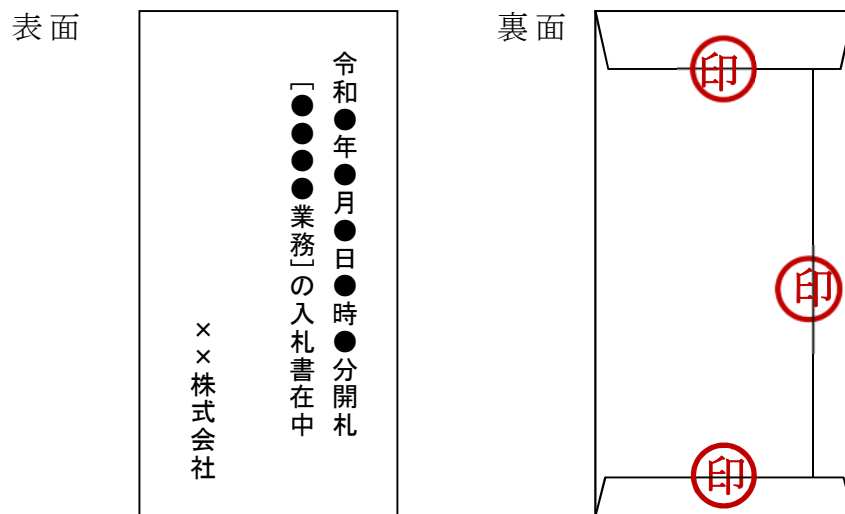 表面
令和●年●月●日●時●分開札
［●●●●業務］の入札書在中
××株式会社
裏面
印
印
印